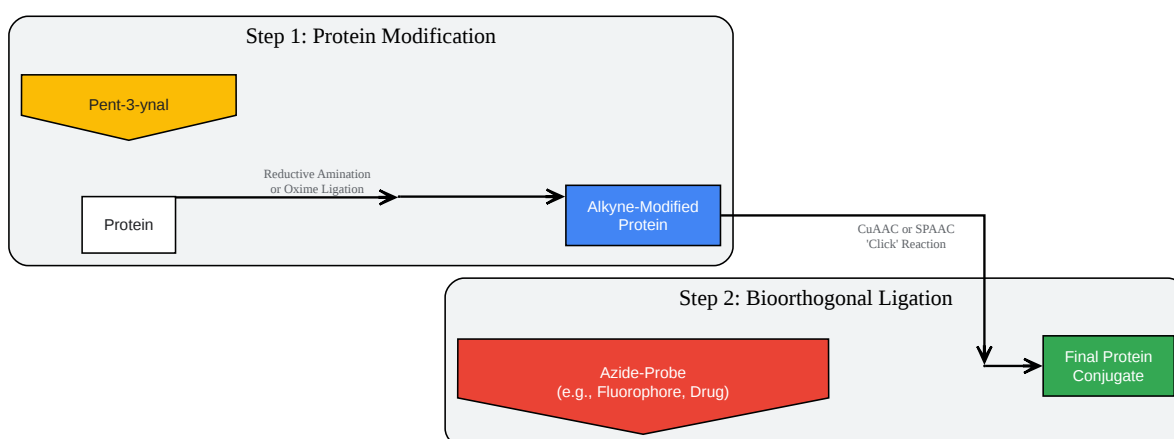 Step 1: Protein Modification
Pent-3-ynal
Reductive Amination
or Oxime Ligation
Protein
Alkyne-Modified
Protein
CuAAC or SPAAC
'Click' Reaction
Step 2: Bioorthogonal Ligation
Azide-Probe
(e.g., Fluorophore, Drug)
Final Protein
Conjugate